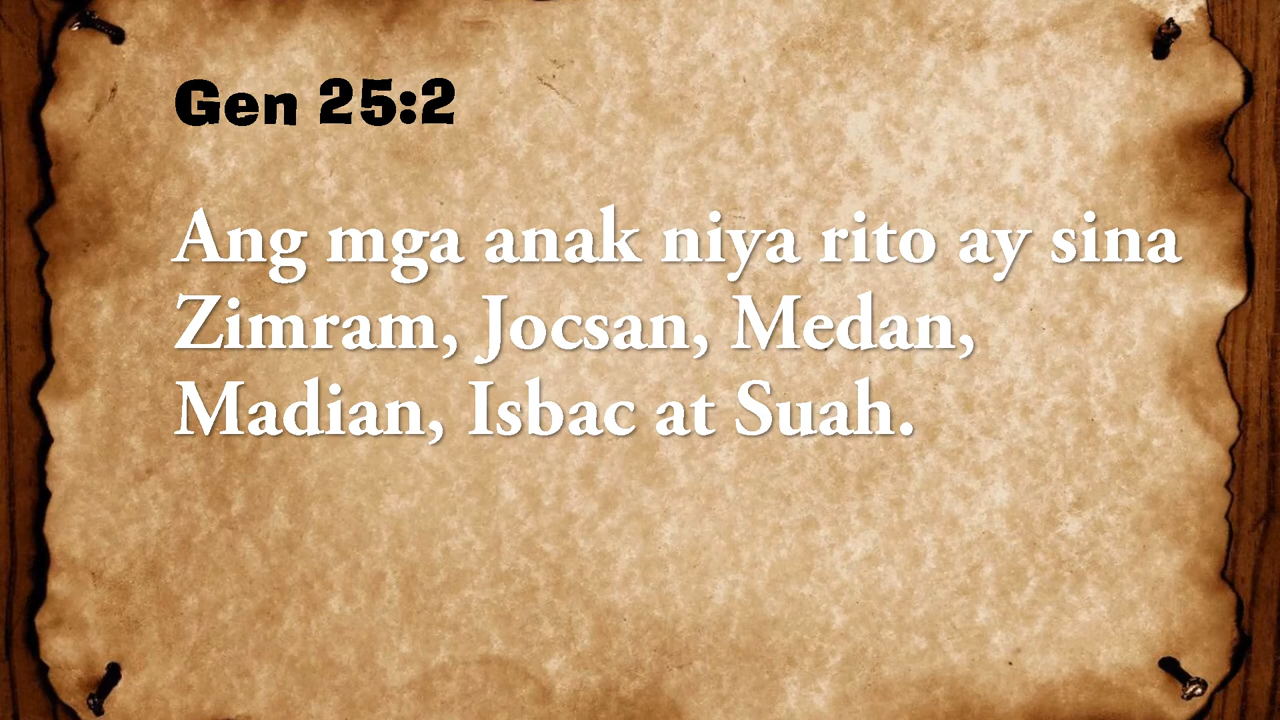 Gen 25:2
Ang mga anak niya rito ay sina
Zimram, Jocsan, Medan,
Madian, Isbac at Suah.